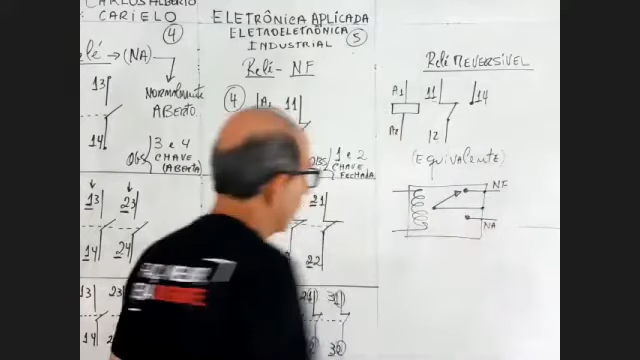 CARLOS ALBERTO
CARIELO
4
Relé → (NA)
13
NORMALMENTE
ABERTO
14
OBS
3 e 4
CHAVE
(ABERTA)
13 23
14 24
13 23
14
ELETRÔNICA APLICADA
ELETROELETRÔNICA
INDUSTRIAL
5
Relé - NF
4
A1 11
OBS
1 e 2
CHAVE
FECHADA
21
22
Relé REVERSÍVEL
A1 11 14
A2 12
(Equivalente)
NF
NA